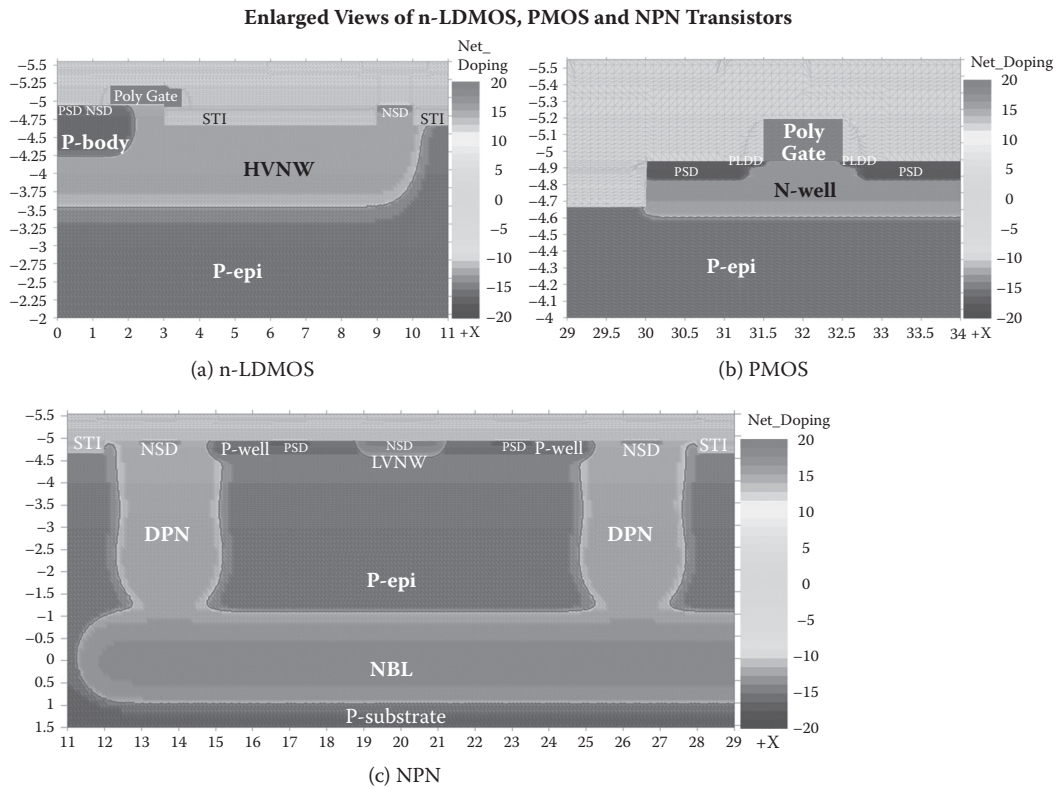 Enlarged Views of n-LDMOS, PMOS and NPN Transistors
Net_
Doping
−5.5
−5.25
−5
−4.75
−4.5
−4.25
−4
−3.75
−3.5
−3.25
−3
−2.75
−2.5
−2.25
−2
Poly Gate
PSD NSD
STI
NSD
STI
P-body
HVNW
P-epi
20
15
10
5
0
−5
−10
−15
−20
0 1 2 3 4 5 6 7 8 9 10 11 +X
(a) n-LDMOS
Net_Doping
−5.5
−5.3
−5.2
−5.1
−5
−4.9
−4.7
−4.6
−4.4
−4.3
−4.2
−4.1
−4
Poly
Gate
PLDD
PLDD
PSD
PSD
N-well
P-epi
20
15
10
5
0
−5
−10
−15
−20
29 29.5 30 30.5 31 31.5 32 32.5 33 33.5 34 +X
(b) PMOS
Net_Doping
−5.5
−5
−4.5
−4
−3
−2.5
−2
−1.5
−1
−0.5
0
0.5
1
1.5
STI NSD P-well PSD NSD PSD P-well NSD STI
LVNW
DPN
DPN
P-epi
NBL
P-substrate
20
10
5
0
−5
−10
−15
−20
11 12 13 14 15 16 17 18 19 20 21 22 23 24 25 26 27 28 29 +X
(c) NPN